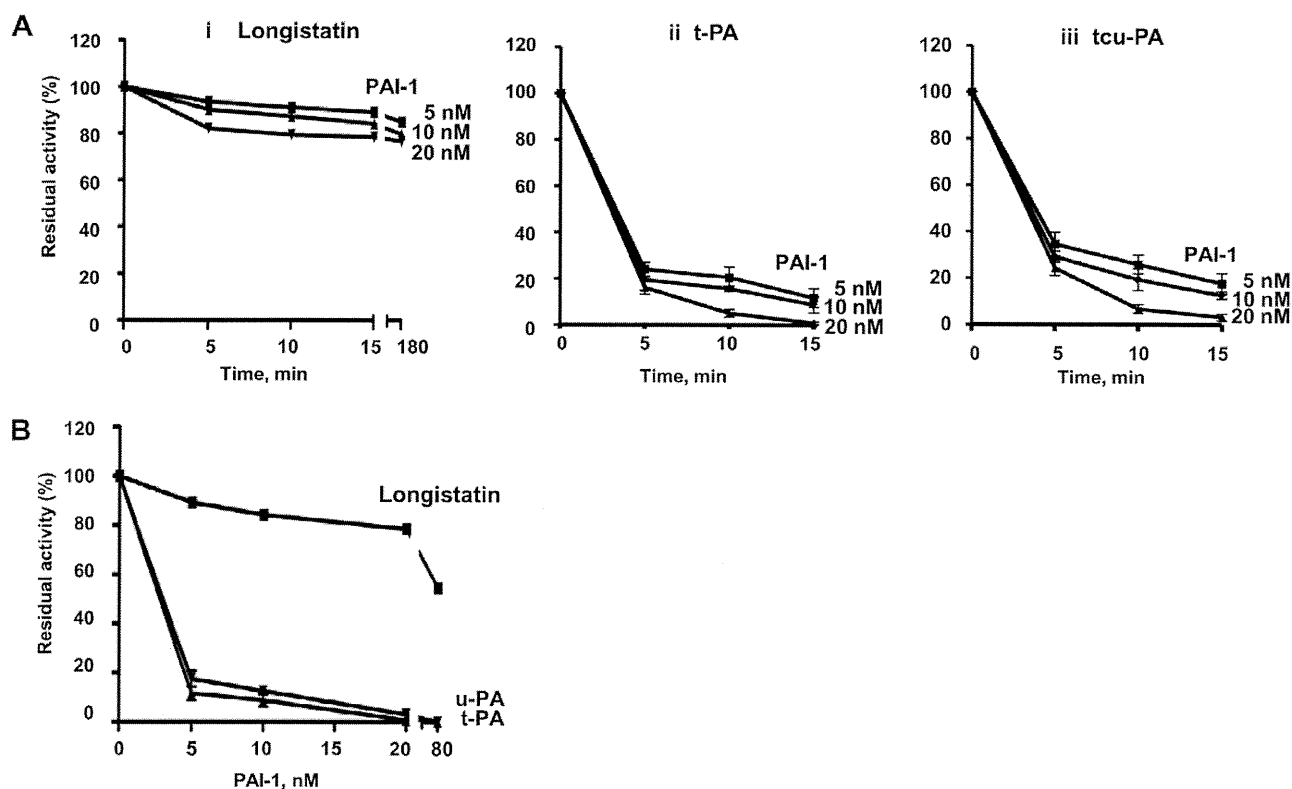 A
i Longistatin
120
100
80
60
40
20
0
Residual activity (%)
PAI-1
5 nM
10 nM
20 nM
0 5 10 15 180
Time, min
ii t-PA
120
100
80
60
40
20
0
PAI-1
5 nM
10 nM
20 nM
0 5 10 15
Time, min
iii tcu-PA
120
100
80
60
40
20
0
PAI-1
5 nM
10 nM
20 nM
0 5 10 15
Time, min
B
120
100
80
60
40
20
0
Residual activity (%)
Longistatin
u-PA
t-PA
0 5 10 15 20 80
PAI-1, nM